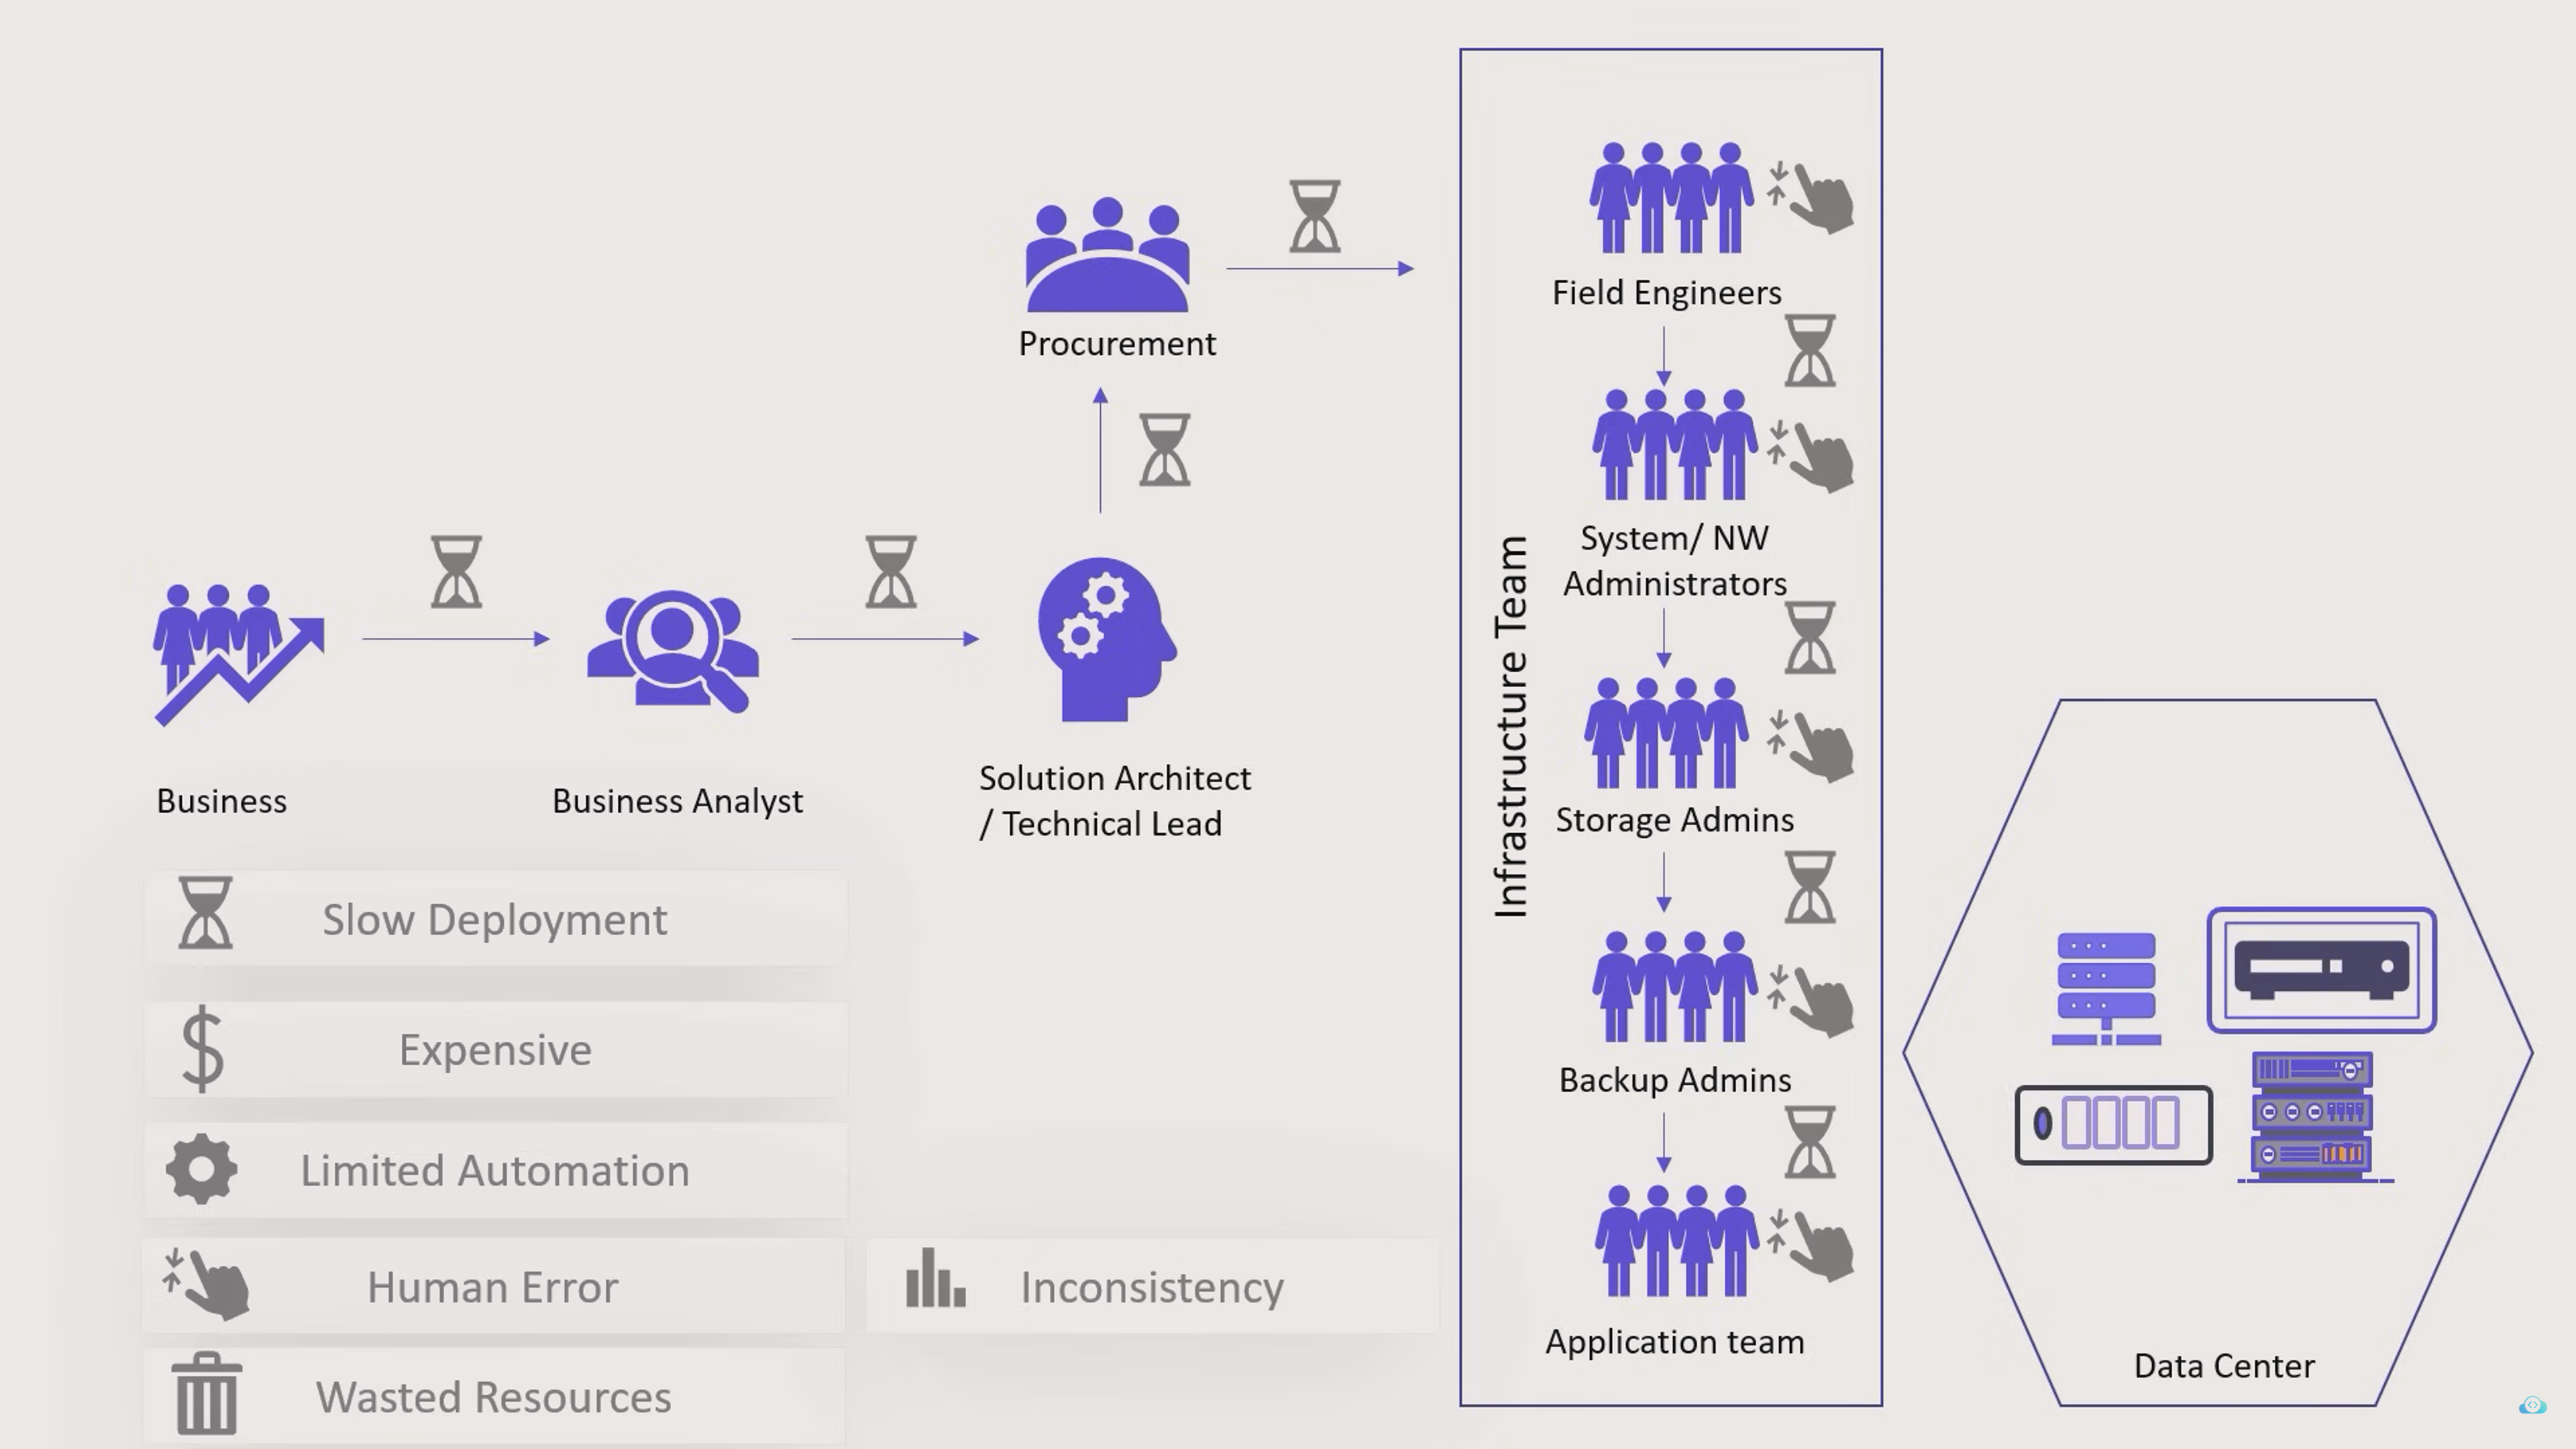 Field Engineers
Procurement
System/ NW
Administrators
Infrastructure Team
Business
Business Analyst
Solution Architect
/ Technical Lead
Storage Admins
Slow Deployment
Expensive
Backup Admins
Limited Automation
Human Error
Inconsistency
Application team
Data Center
Wasted Resources